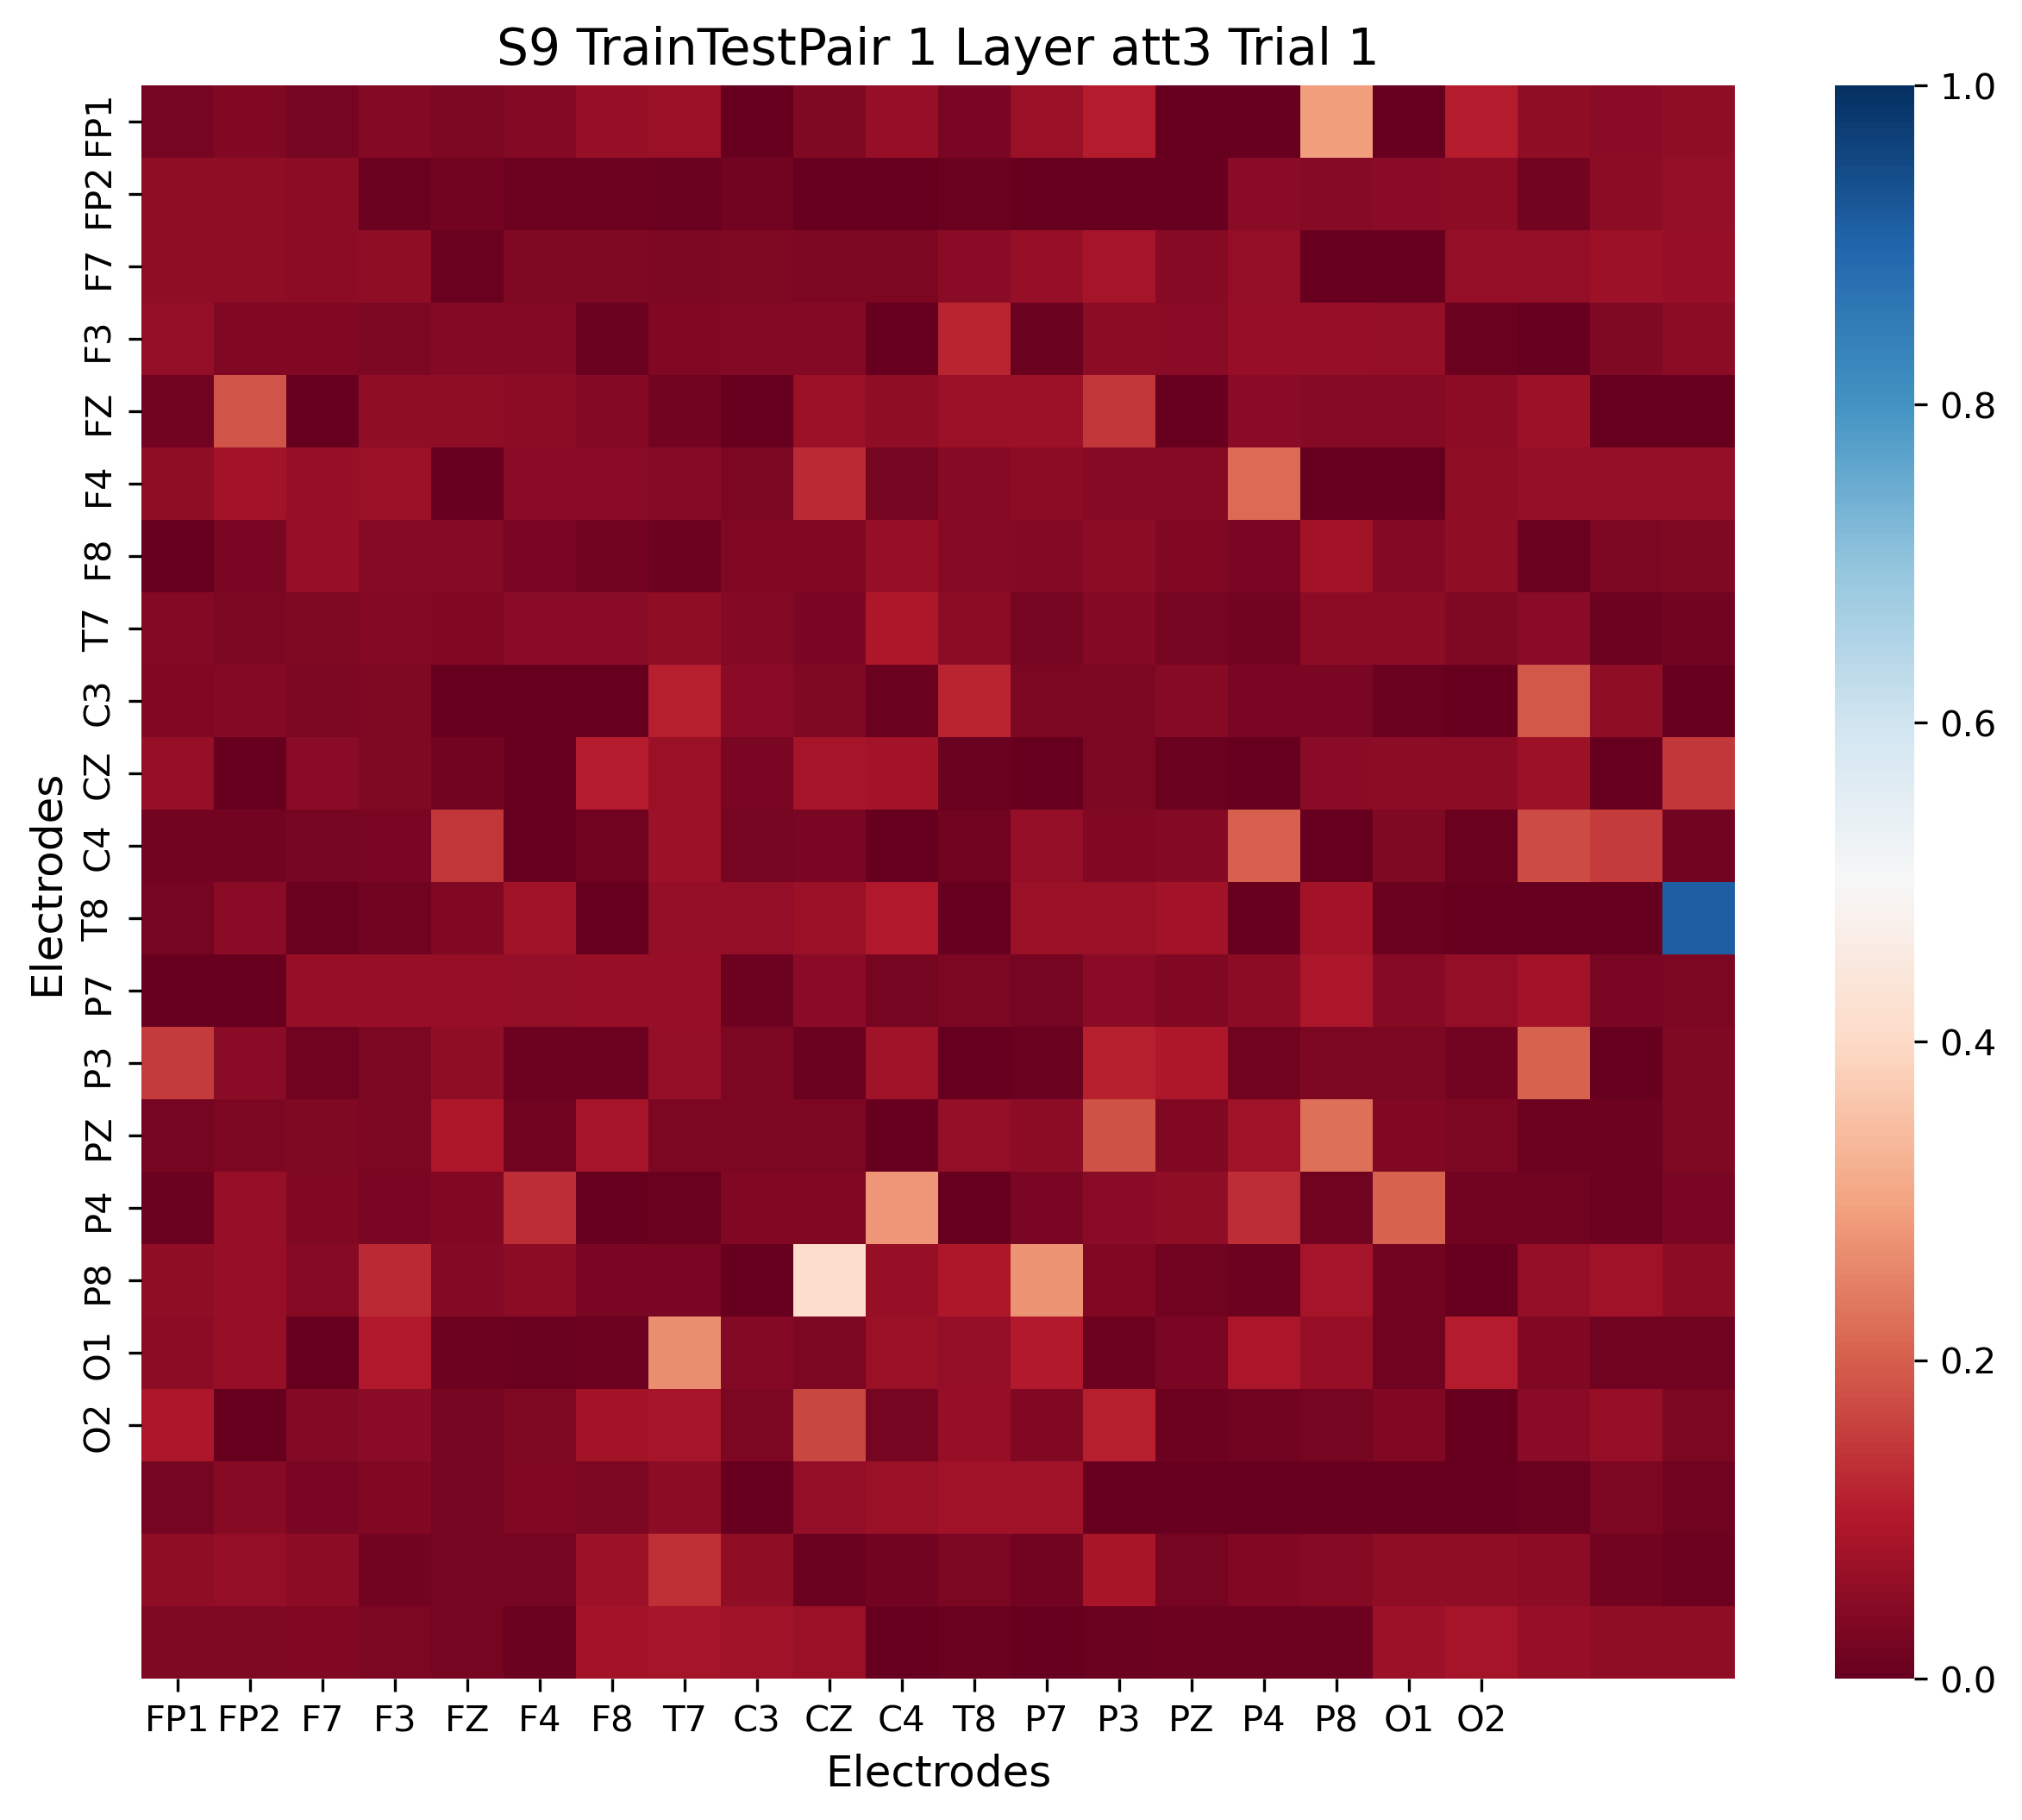 S9 TrainTestPair 1 Layer att3 Trial 1
Electrodes
FP1
FP2
F7
F3
FZ
F4
F8
T7
C3
CZ
C4
T8
P7
P3
PZ
P4
P8
O1
O2
FP1 FP2 F7 F3 FZ F4 F8 T7 C3 CZ C4 T8 P7 P3 PZ P4 P8 O1 O2
Electrodes
1.0
0.8
0.6
0.4
0.2
0.0